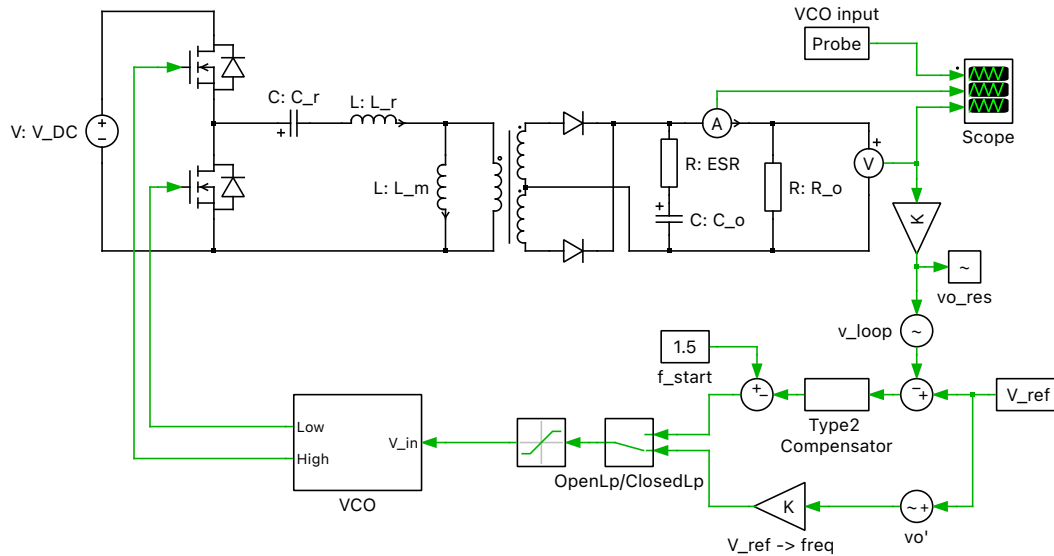 VCO input
Probe
Scope
V: V_DC
C: C_r
L: L_r
L: L_m
A
R: ESR
C: C_o
R: R_o
V
K
vo_res
v_loop
1.5
f_start
Type2
Compensator
V_ref
Low
High
V_in
VCO
OpenLp/ClosedLp
K
V_ref -> freq
vo'